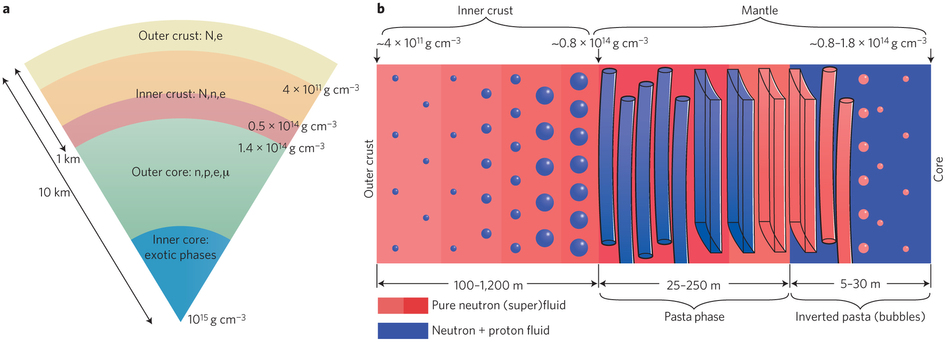 a
Outer crust: N,e
4 × 10¹¹ g cm⁻³
Inner crust: N,n,e
0.5 × 10¹⁴ g cm⁻³
1.4 × 10¹⁴ g cm⁻³
1 km
10 km
Outer core: n,p,e,μ
Inner core:
exotic phases
10¹⁵ g cm⁻³
b
Inner crust
Mantle
~4 × 10¹¹ g cm⁻³
~0.8 × 10¹⁴ g cm⁻³
~0.8–1.8 × 10¹⁴ g cm⁻³
Outer crust
Core
100–1,200 m
25–250 m
5–30 m
Pure neutron (super)fluid
Neutron + proton fluid
Pasta phase
Inverted pasta (bubbles)